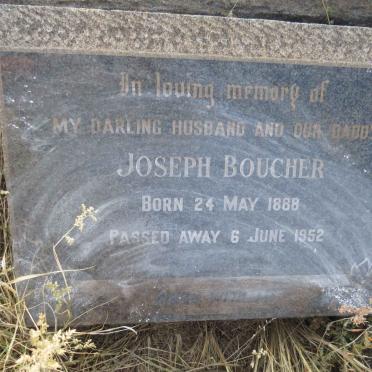 In loving memory of
MY DARLING HUSBAND AND OUR DADDY
JOSEPH BOUCHER
BORN 24 MAY 1888
PASSED AWAY 6 JUNE 1952